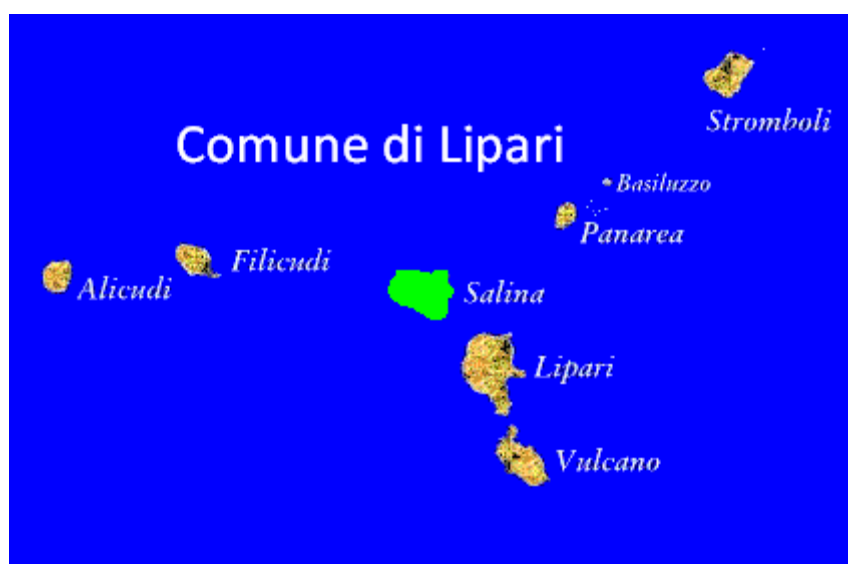 Stromboli
Comune di Lipari
Basiluzzo
Panarea
Filicudi
Alicudi
Salina
Lipari
Vulcano